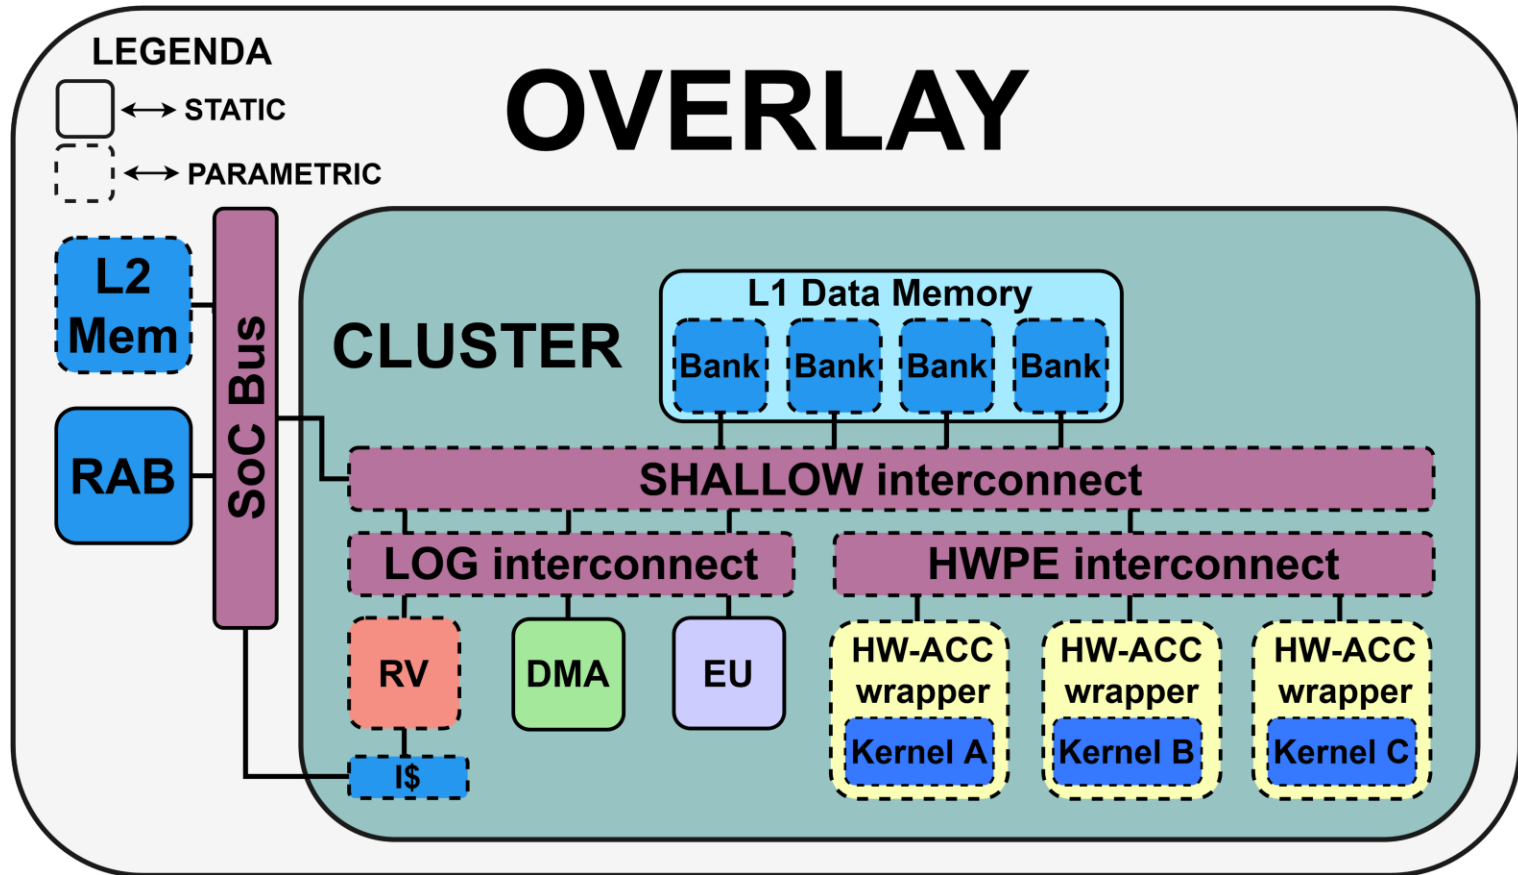 LEGENDA
STATIC
PARAMETRIC
OVERLAY
L2
Mem
RAB
SoC Bus
CLUSTER
L1 Data Memory
Bank Bank Bank Bank
SHALLOW interconnect
LOG interconnect
HWPE interconnect
RV
DMA
EU
I$
HW-ACC
wrapper
Kernel A
HW-ACC
wrapper
Kernel B
HW-ACC
wrapper
Kernel C